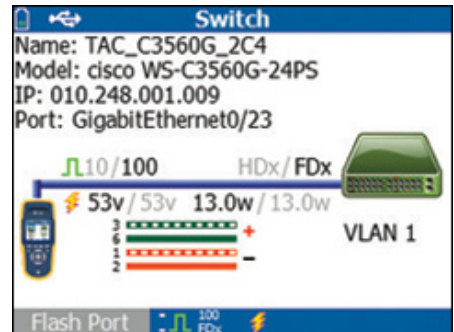 Switch
Name: TAC_C3560G_2C4
Model: cisco WS-C3560G-24PS
IP: 010.248.001.009
Port: GigabitEthernet0/23
10/100 HDx/FDx
53v/53v 13.0w/13.0w
3 +
6
1 -
2
VLAN 1
Flash Port 100 FDx